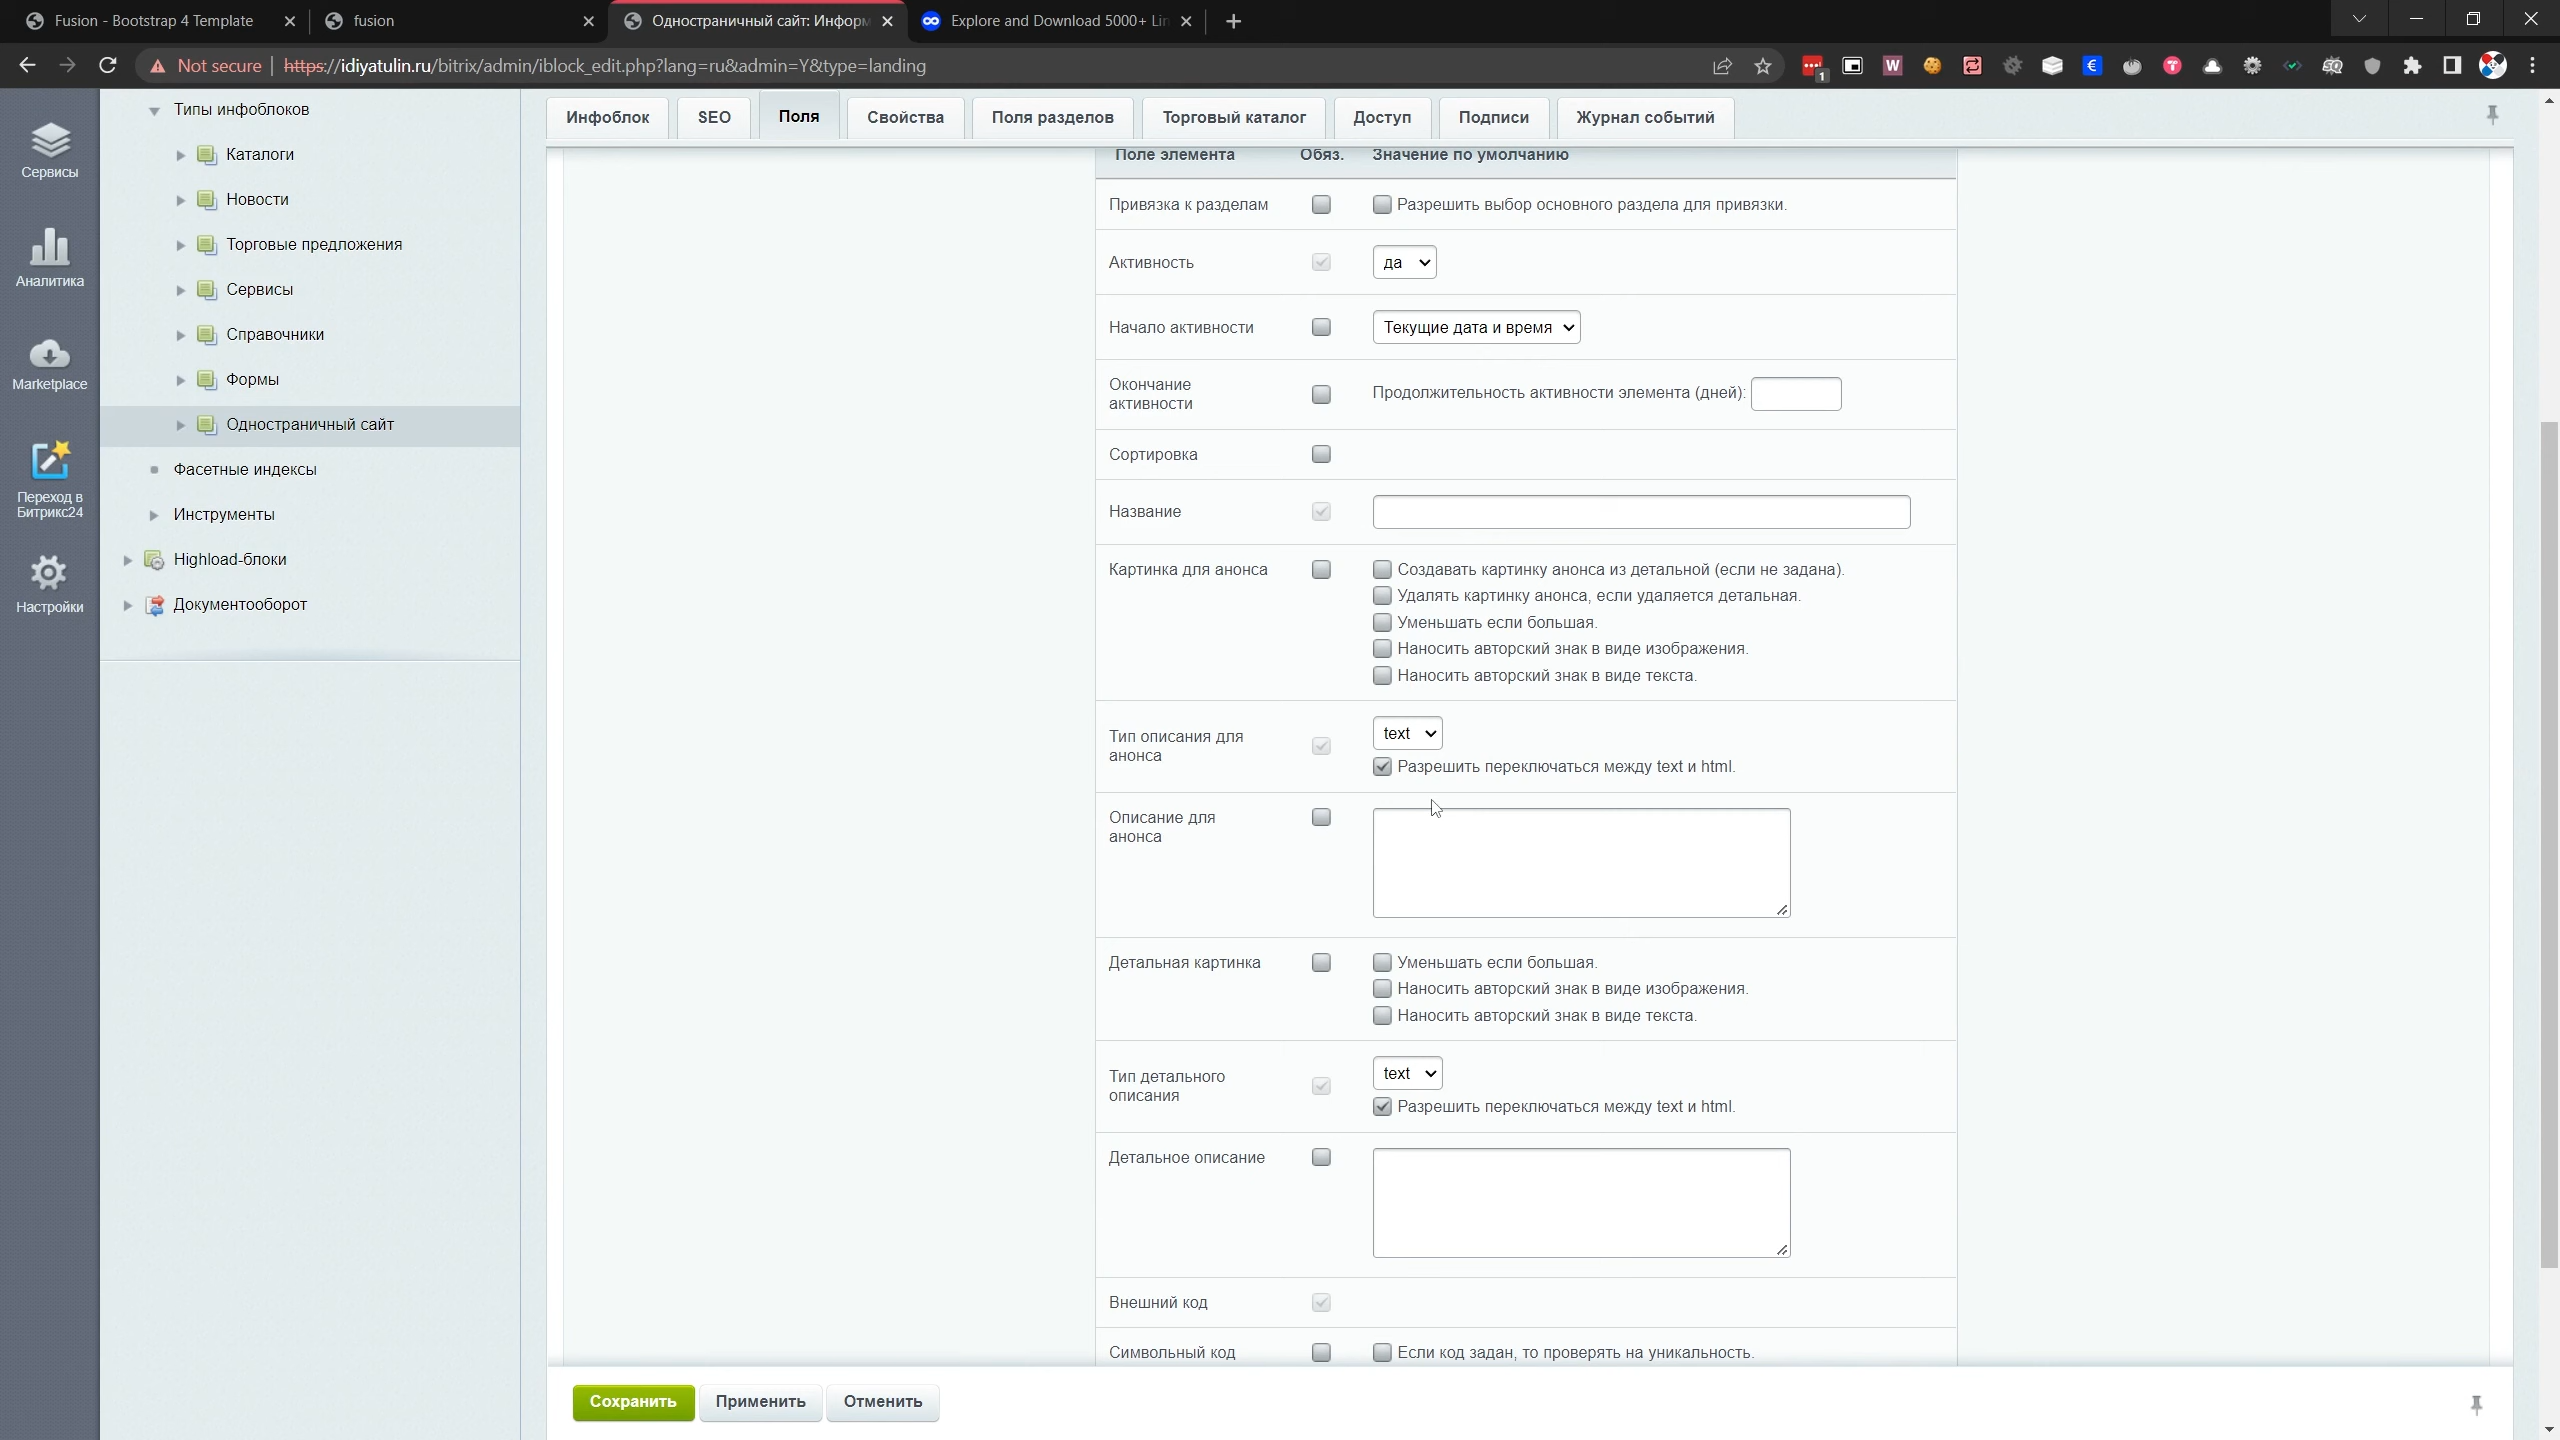 Fusion - Bootstrap 4 Template
fusion
Одностраничный сайт: Информ
Explore and Download 5000+ Lin
Not secure
https://idiyatulin.ru/bitrix/admin/iblock_edit.php?lang=ru&admin=Y&type=landing
1
Сервисы
Аналитика
Marketplace
Переход в
Битрикс24
Настройки
Типы инфоблоков
Каталоги
Новости
Торговые предложения
Сервисы
Справочники
Формы
Одностраничный сайт
Фасетные индексы
Инструменты
Highload-блоки
Документооборот
Инфоблок
SEO
Поля
Свойства
Поля разделов
Торговый каталог
Доступ
Подписи
Журнал событий
Поле элемента Обяз. Значение по умолчанию
Привязка к разделам
Разрешить выбор основного раздела для привязки.
Активность
да
Начало активности
Текущие дата и время
Окончание
активности
Продолжительность активности элемента (дней):
Сортировка
Название
Картинка для анонса
Создавать картинку анонса из детальной (если не задана).
Удалять картинку анонса, если удаляется детальная.
Уменьшать если большая.
Наносить авторский знак в виде изображения.
Наносить авторский знак в виде текста.
Тип описания для
анонса
text
Разрешить переключаться между text и html.
Описание для
анонса
Детальная картинка
Уменьшать если большая.
Наносить авторский знак в виде изображения.
Наносить авторский знак в виде текста.
Тип детального
описания
text
Разрешить переключаться между text и html.
Детальное описание
Внешний код
Символьный код
Если код задан, то проверять на уникальность.
Сохранить
Применить
Отменить